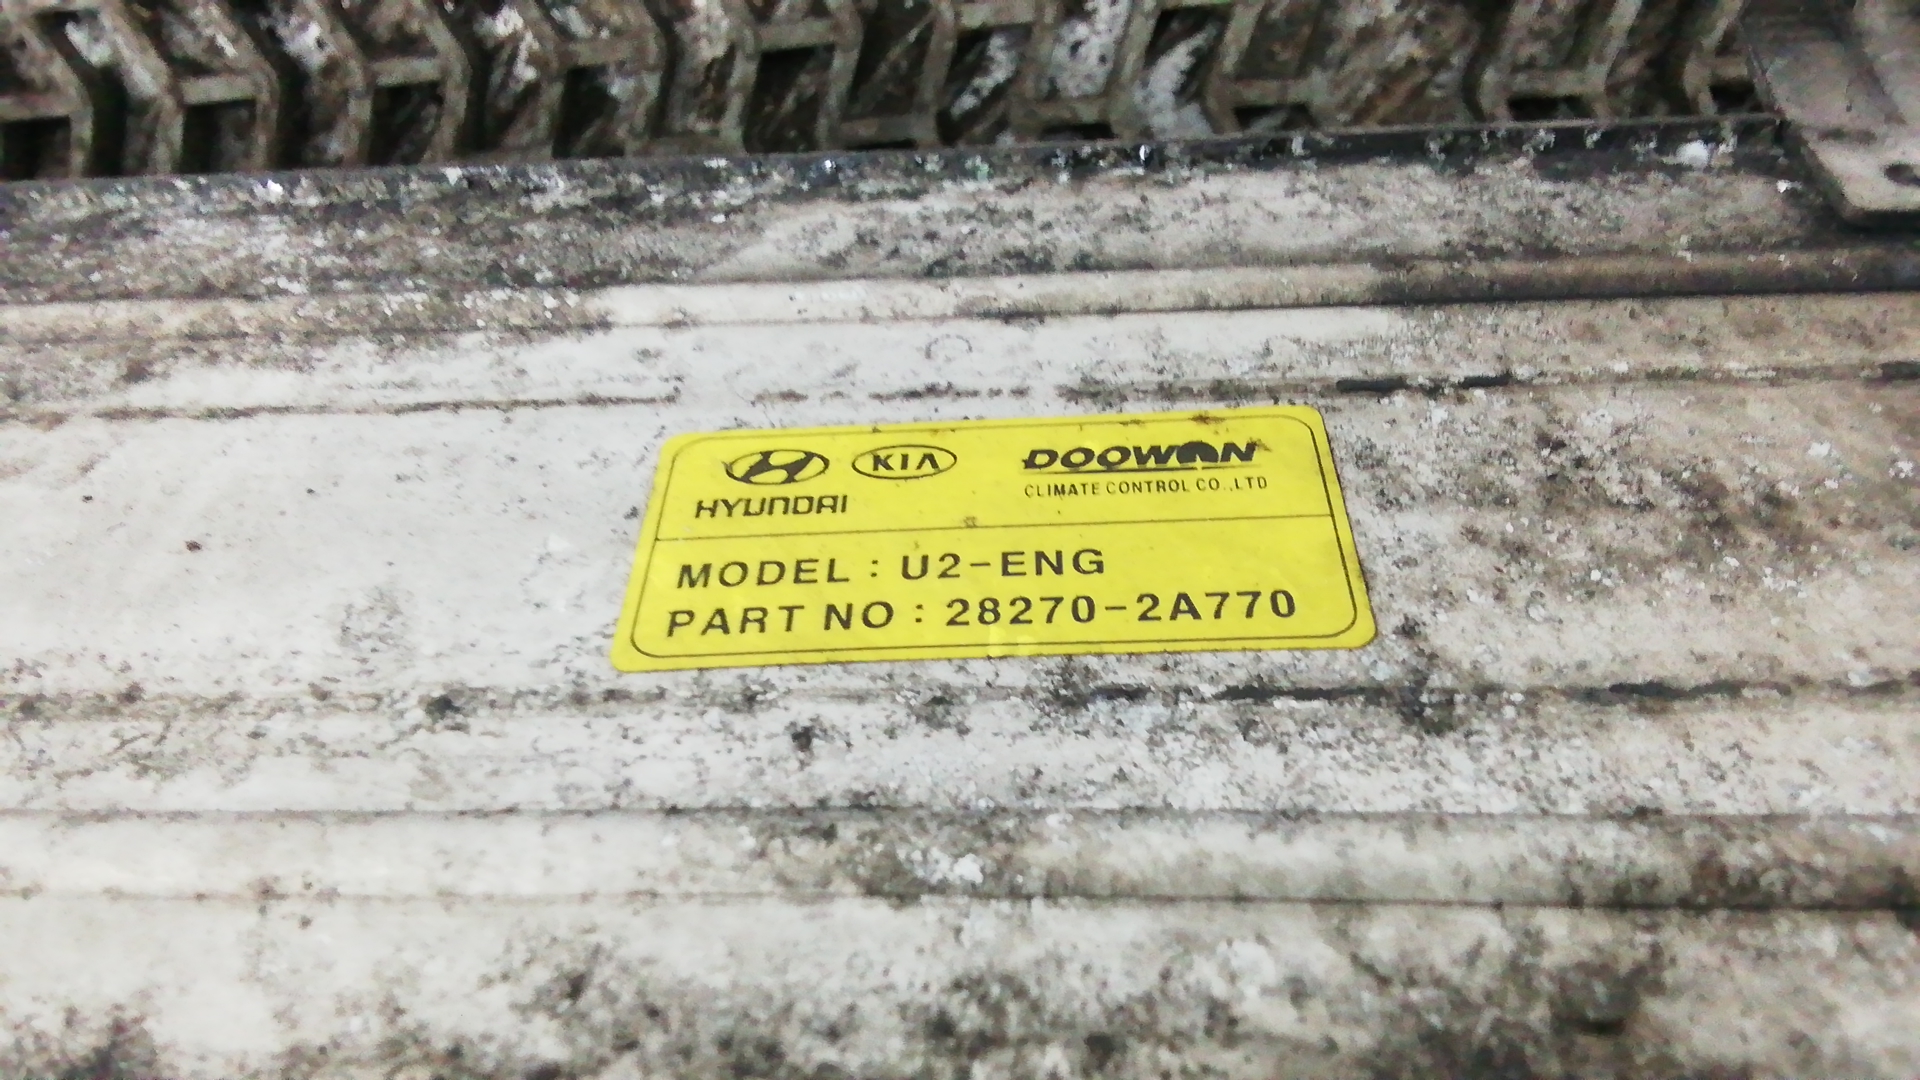 KIA DOOWON
HYUNDAI CLIMATE CONTROL CO.,LTD
MODEL : U2-ENG
PART NO : 28270-2A770